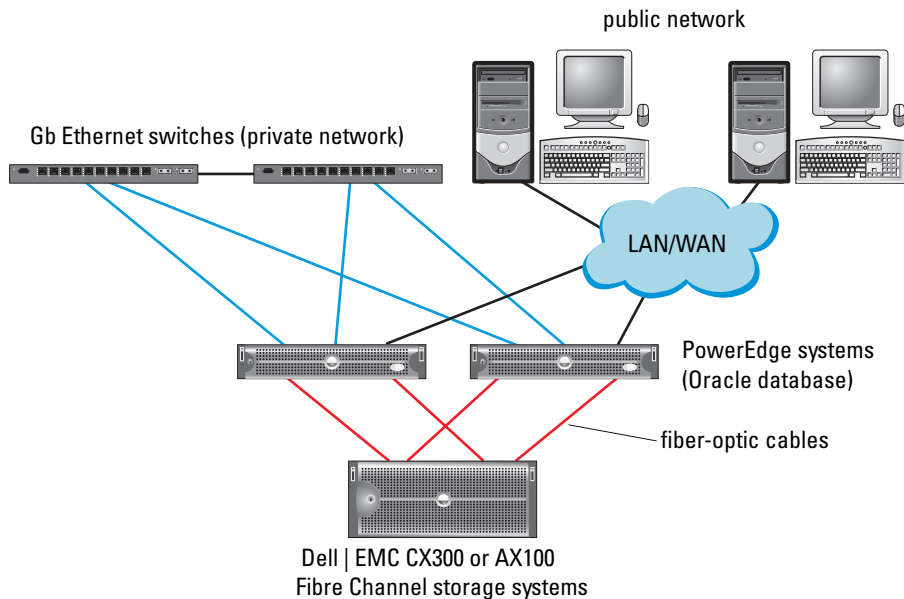 public network
Gb Ethernet switches (private network)
LAN/WAN
PowerEdge systems
(Oracle database)
fiber-optic cables
Dell | EMC CX300 or AX100
Fibre Channel storage systems